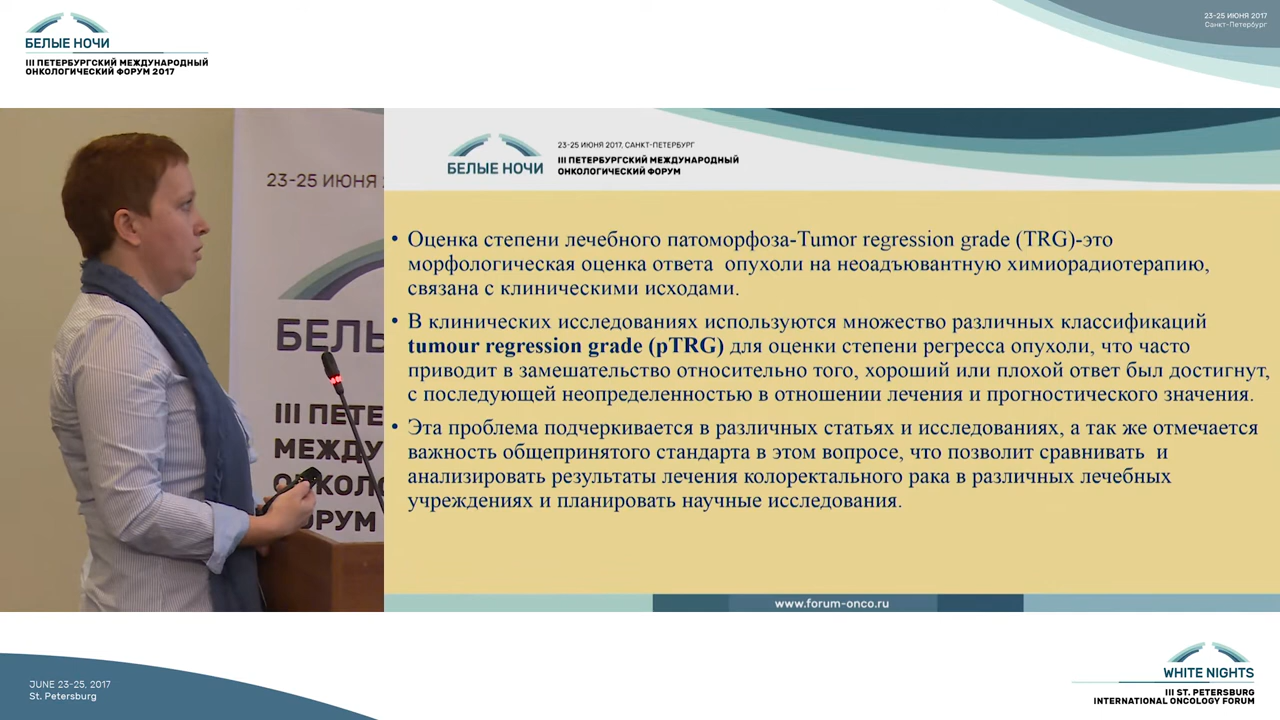 БЕЛЫЕ НОЧИ
III ПЕТЕРБУРГСКИЙ МЕЖДУНАРОДНЫЙ
ОНКОЛОГИЧЕСКИЙ ФОРУМ 2017
23-25 ИЮНЯ 2017
Санкт-Петербург
23-25 ИЮНЯ
БЕЛЫ
III ПЕТЕ
МЕЖДУ
ОНКОЛО
ФОРУМ
23-25 ИЮНЯ 2017, САНКТ-ПЕТЕРБУРГ
БЕЛЫЕ НОЧИ
III ПЕТЕРБУРГСКИЙ МЕЖДУНАРОДНЫЙ
ОНКОЛОГИЧЕСКИЙ ФОРУМ
• Оценка степени лечебного патоморфоза-Tumor regression grade (TRG)-это
морфологическая оценка ответа опухоли на неоадъювантную химиорадиотерапию,
связана с клиническими исходами.
• В клинических исследованиях используются множество различных классификаций
tumour regression grade (pTRG) для оценки степени регресса опухоли, что часто
приводит в замешательство относительно того, хороший или плохой ответ был достигнут,
с последующей неопределенностью в отношении лечения и прогностического значения.
• Эта проблема подчеркивается в различных статьях и исследованиях, а так же отмечается
важность общепринятого стандарта в этом вопросе, что позволит сравнивать и
анализировать результаты лечения колоректального рака в различных лечебных
учреждениях и планировать научные исследования.
www.forum-onco.ru
JUNE 23-25, 2017
St. Petersburg
WHITE NIGHTS
III ST. PETERSBURG
INTERNATIONAL ONCOLOGY FORUM